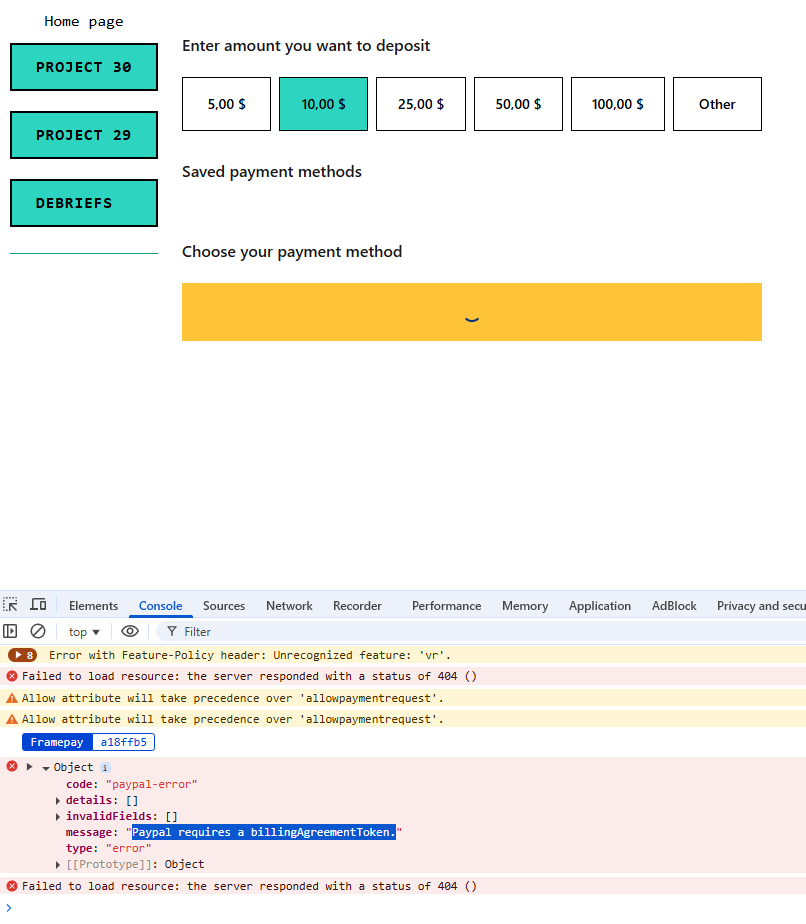 Home page
PROJECT 30
PROJECT 29
DEBRIEFS
Enter amount you want to deposit
5,00 $ 10,00 $ 25,00 $ 50,00 $ 100,00 $ Other
Saved payment methods
Choose your payment method
Elements Console Sources Network Recorder Performance Memory Application AdBlock Privacy and secu
top Filter
8 Error with Feature-Policy header: Unrecognized feature: 'vr'.
Failed to load resource: the server responded with a status of 404 ()
Allow attribute will take precedence over 'allowpaymentrequest'.
Allow attribute will take precedence over 'allowpaymentrequest'.
Framepay a18ffb5
Object i
code: "paypal-error"
details: []
invalidFields: []
message: "Paypal requires a billingAgreementToken."
type: "error"
[[Prototype]]: Object
Failed to load resource: the server responded with a status of 404 ()